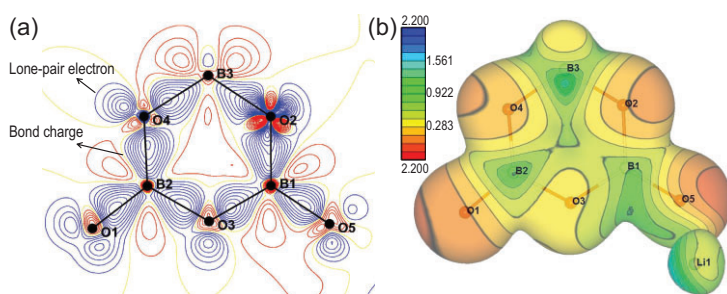 (a)
Lone-pair electron
Bond charge
B3
O4
O2
B2
B1
O1
O3
O5
(b)
2.200
1.561
0.922
0.283
2.200
B3
O4
O2
B2
B1
O1
O3
O5
Li1